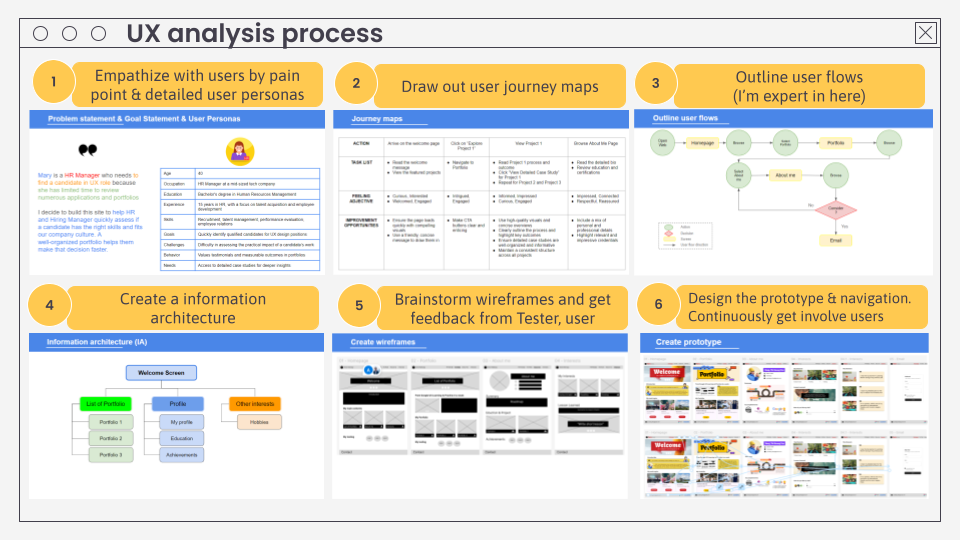 UX analysis process
1
Empathize with users by pain
point & detailed user personas
Problem statement & Goal Statement & User Personas
Mary is a HR Manager who needs to
find a candidate in UX role because
she has limited time to review
numerous applications and portfolios
I decide to build this site to help HR
and Hiring Manager quickly assess if
a candidate has the right skills and fits
our company culture. A
well-organized portfolio helps them
make that decision faster.
Age 40
Occupation HR Manager at a mid-sized tech company
Education Bachelor's degree in Human Resources Management
Experience 15 years in HR, with a focus on talent acquisition and employee
development
Skills Recruitment, talent management, performance evaluation,
employee relations
Goals Quickly identify qualified candidates for UX design positions
Challenges Difficulty in assessing the practical impact of a candidate's work
Behavior Values testimonials and measurable outcomes in portfolios
Needs Access to detailed case studies for deeper insights
2
Draw out user journey maps
Journey maps
ACTION
Arrive on the welcome page
Click on "Explore
Project 1"
View Project 1
Browse About Me Page
TASK LIST
Read the welcome
message
View the featured projects
Navigate to
Portfolio
Read Project 1 process and
outcome
Click "View Detailed Case Study"
for Project 1
Repeat for Project 2 and Project 3
Read the detailed bio
Review education and
certifications
FEELING
ADJECTIVE
Curious, Interested
Welcomed, Engaged
Intrigued
Engaged
Informed, Impressed
Curious, Engaged
Impressed, Connected
Respectful, Reassured
IMPROVEMENT
OPPORTUNITIES
Ensure the page loads
quickly with compelling
visuals
Use a friendly, concise
message to draw them in
Make CTA
buttons clear and
enticing
Use high-quality visuals and
concise overviews
Clearly outline the process and
highlight key outcomes
Ensure detailed case studies are
well-organized and informative
Maintain a consistent structure
across all projects
Include a mix of
personal and
professional details
Highlight relevant and
impressive credentials
3
Outline user flows
(I'm expert in here)
Outline user flows
Open
Web
Homepage
Browse
Select
Portfolio
Portfolio
Browse
Select
About
me
About me
Browse
Consider
No
Yes
Email
4
Create a information
architecture
Information architecture (IA)
Welcome Screen
List of Portfolio
Profile
Other interests
Portfolio 1
My profile
Hobbies
Portfolio 2
Education
Portfolio 3
Achievements
5
Brainstorm wireframes and get
feedback from Tester, user
Create wireframes
6
Design the prototype & navigation.
Continuously get involve users
Create prototype
Welcome
Portfolio
Welcome
Portfolio